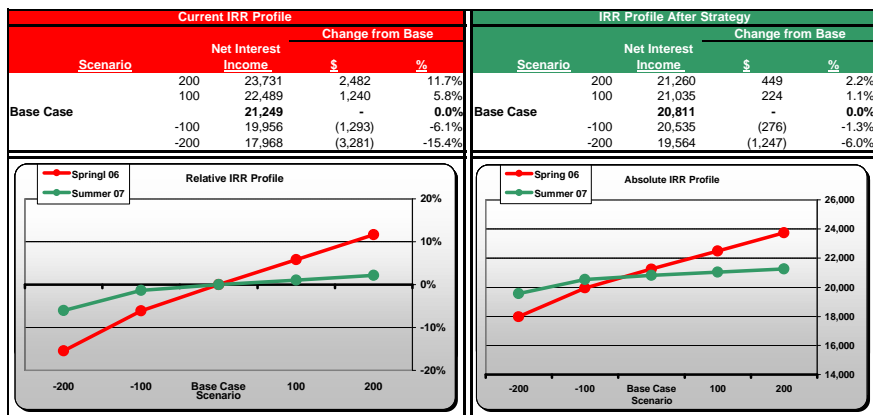 Current IRR Profile
Change from Base
Net Interest
Scenario Income $ %
200 23,731 2,482 11.7%
100 22,489 1,240 5.8%
Base Case 21,249 - 0.0%
-100 19,956 (1,293) -6.1%
-200 17,968 (3,281) -15.4%
IRR Profile After Strategy
Change from Base
Net Interest
Scenario Income $ %
200 21,260 449 2.2%
100 21,035 224 1.1%
Base Case 20,811 - 0.0%
-100 20,535 (276) -1.3%
-200 19,564 (1,247) -6.0%
Springl 06
Summer 07
Relative IRR Profile
20%
10%
0%
-10%
-20%
-200 -100 Base Case 100 200
Scenario
Spring 06
Summer 07
Absolute IRR Profile
26,000
24,000
22,000
20,000
18,000
16,000
14,000
-200 -100 Base Case 100 200
Scenario